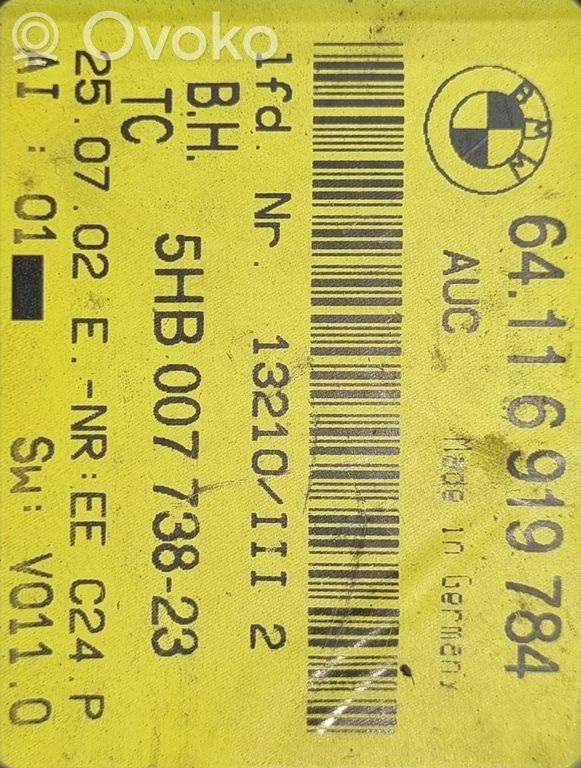 BMW
64.11 6 919 784
AUC
Made in Germany
lfd. Nr. 13210/III 2
B.H.
TC
5HB 007 738-23
25.07.02 E.-NR:EE C24.P
AI : 01
Sw: V011.0
Ovoko